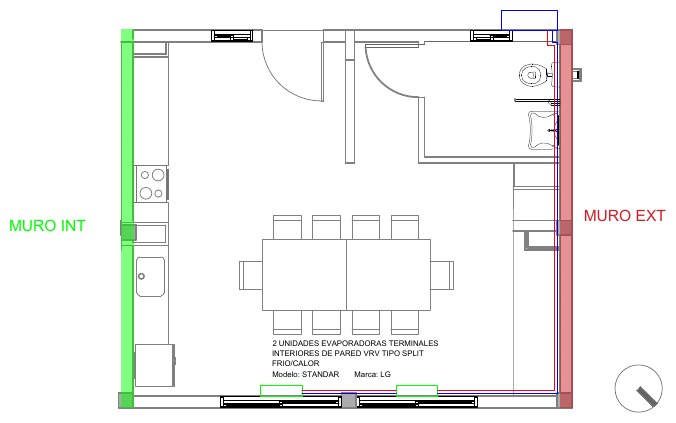 MURO INT
MURO EXT
2 UNIDADES EVAPORADORAS TERMINALES
INTERIORES DE PARED VRV TIPO SPLIT
FRIO/CALOR
Modelo: STANDAR Marca: LG